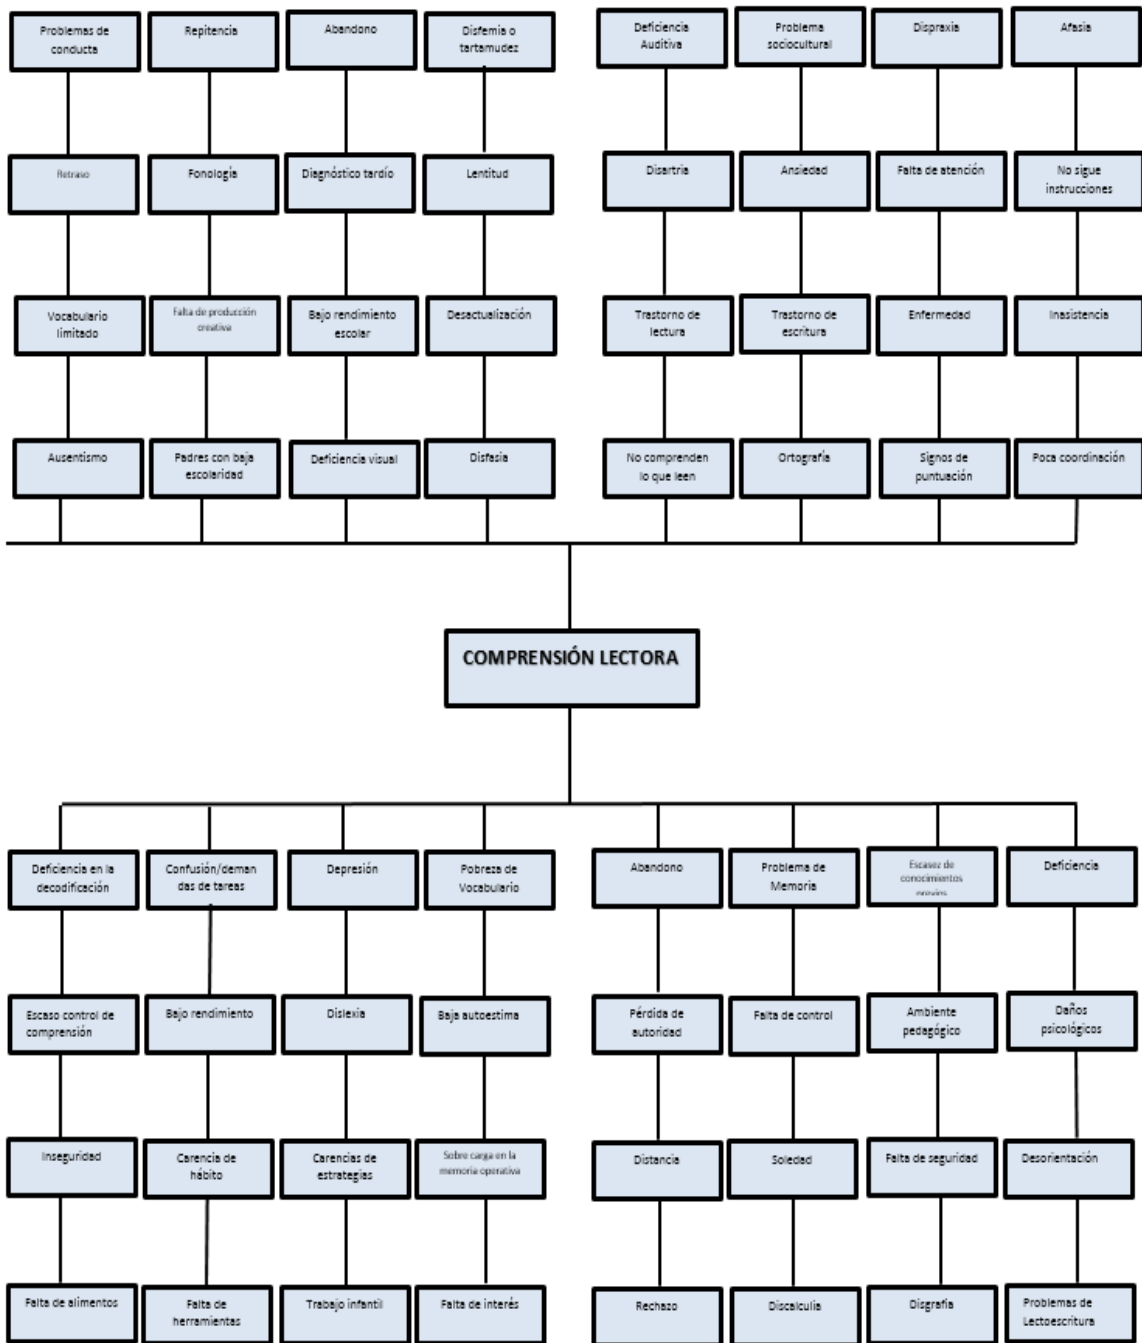 Problemas de
conducta
Repitencia
Abandono
Disfemia o
tartamudez
Deficiencia
Auditiva
Problema
sociocultural
Dispraxia
Afasia
Retraso
Fonología
Diagnóstico tardío
Lentitud
Disartria
Ansiedad
Falta de atención
No sigue
instrucciones
Vocabulario
limitado
Falta de producción
creativa
Bajo rendimiento
escolar
Desactualización
Trastorno de
lectura
Trastorno de
escritura
Enfermedad
Inasistencia
Ausentismo
Padres con baja
escolaridad
Deficiencia visual
Disfasia
No comprenden
lo que leen
Ortografía
Signos de
puntuación
Poca coordinación
COMPRENSIÓN LECTORA
Deficiencia en la
decodificación
Confusión/deman
das de tareas
Depresión
Pobreza de
Vocabulario
Abandono
Problema de
Memoria
Escasez de
conocimientos
Deficiencia
Escaso control de
comprensión
Bajo rendimiento
Dislexia
Baja autoestima
Pérdida de
autoridad
Falta de control
Ambiente
pedagógico
Daños
psicológicos
Inseguridad
Carencia de
hábito
Carencias de
estrategias
Sobre carga en la
memoria operativa
Distancia
Soledad
Falta de seguridad
Desorientación
Falta de alimentos
Falta de
herramientas
Trabajo infantil
Falta de interés
Rechazo
Discalculia
Disgrafía
Problemas de
Lectoescritura